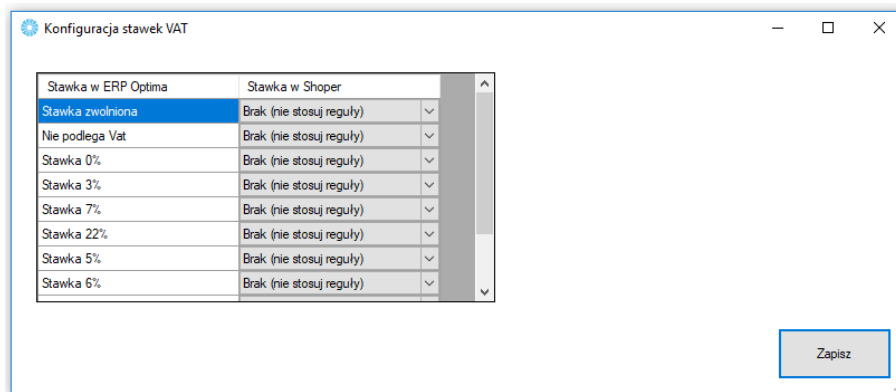 Konfiguracja stawek VAT
Stawka w ERP Optima Stawka w Shoper
Stawka zwolniona Brak (nie stosuj reguły)
Nie podlega Vat Brak (nie stosuj reguły)
Stawka 0% Brak (nie stosuj reguły)
Stawka 3% Brak (nie stosuj reguły)
Stawka 7% Brak (nie stosuj reguły)
Stawka 22% Brak (nie stosuj reguły)
Stawka 5% Brak (nie stosuj reguły)
Stawka 6% Brak (nie stosuj reguły)
Zapisz